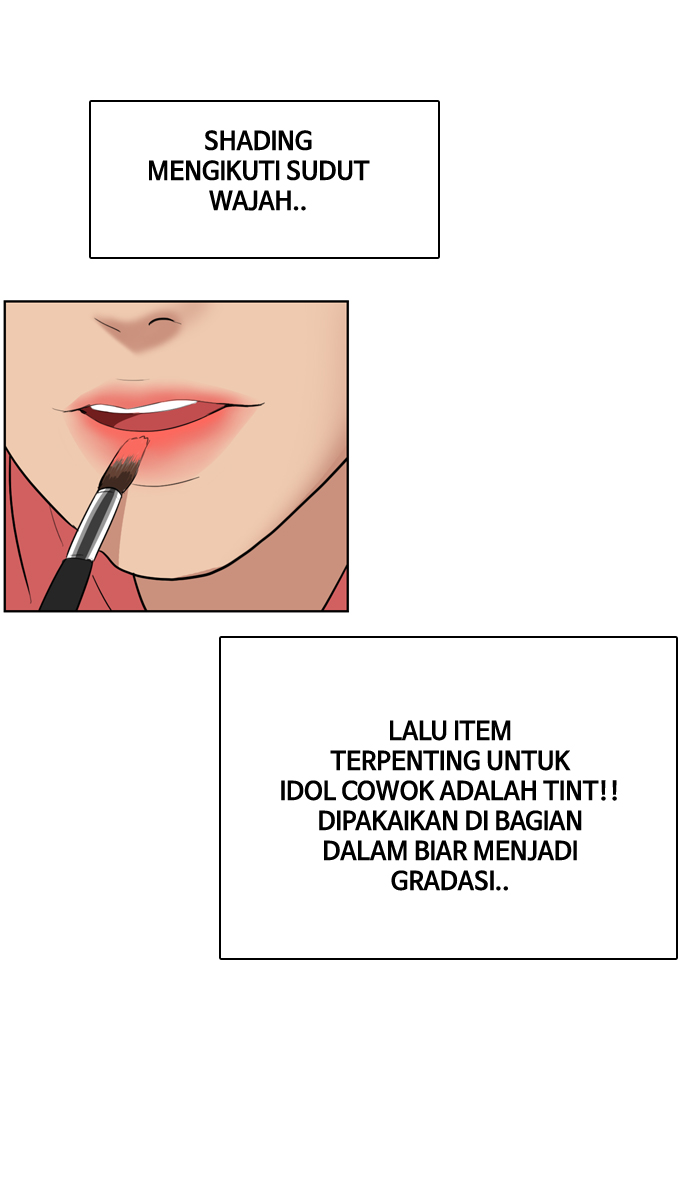 SHADING
MENGIKUTI SUDUT
WAJAH..
LALU ITEM
TERPENTING UNTUK
IDOL COWOK ADALAH TINT!!
DIPAKAIKAN DI BAGIAN
DALAM BIAR MENJADI
GRADASI..